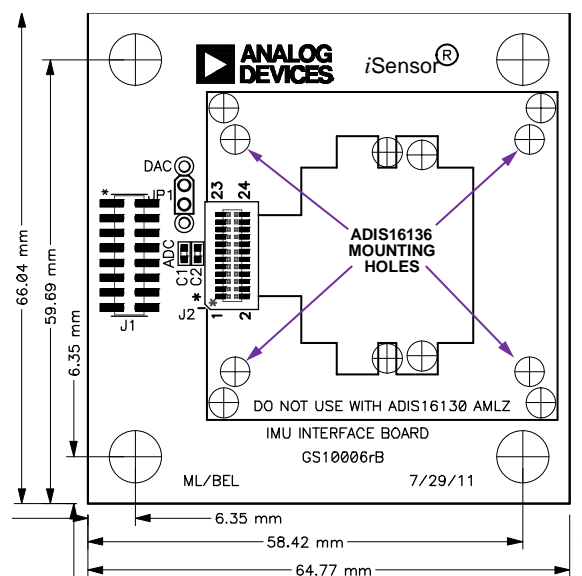 ANALOG
DEVICES
iSensor®
DAC
JP1
23 24
*
ADIS16136
MOUNTING
HOLES
ADC
C1
C2
*
*
J2
1 2
J1
66.04 mm
59.69 mm
6.35 mm
DO NOT USE WITH ADIS16130 AMLZ
IMU INTERFACE BOARD
GS10006rB
ML/BEL
7/29/11
6.35 mm
58.42 mm
64.77 mm